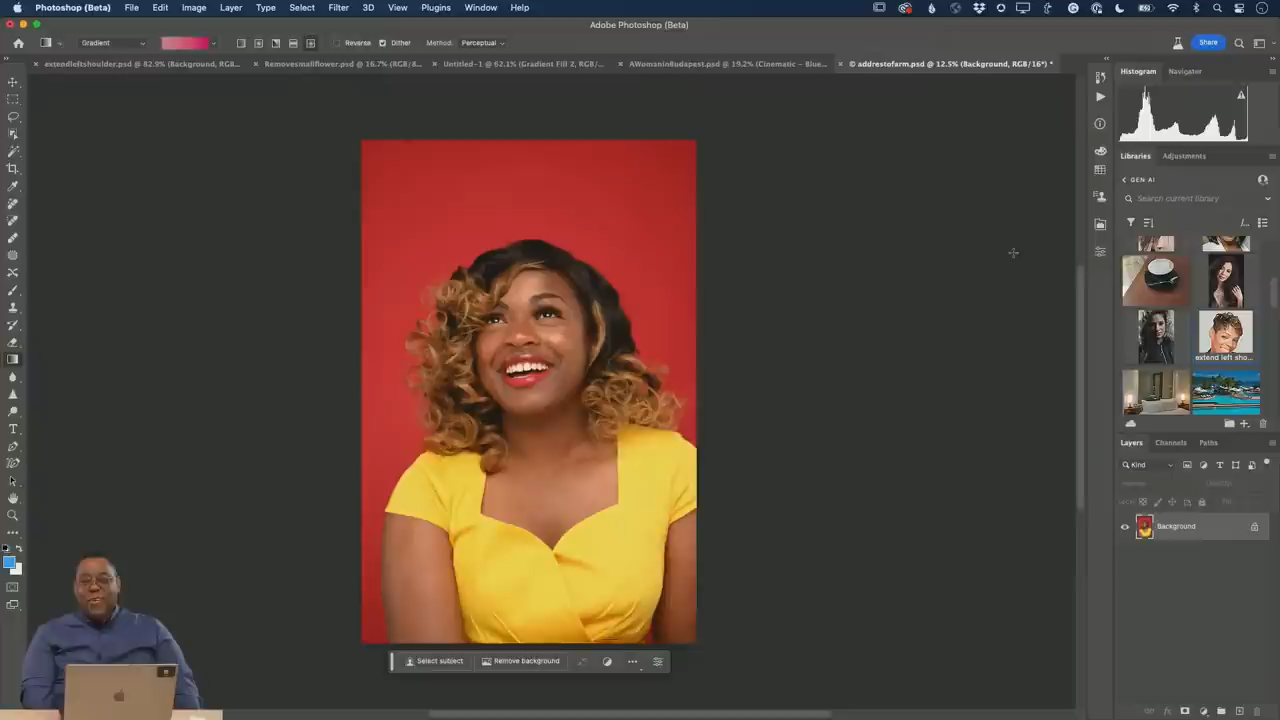 Photoshop (Beta) File Edit Image Layer Type Select Filter 3D View Plugins Window Help
Adobe Photoshop (Beta)
Gradient Reverse Dither Method: Perceptual Share
extendleftshoulder.psd @ 82.9% (Background, RGB... Removesmallflower.psd @ 16.7% (RGB/8... Untitled-1 @ 62.1% (Gradient Fill 2, RGB/... AWomaninBudapest.psd @ 19.2% (Cinematic – Blue... © addrestofarm.psd @ 12.5% (Background, RGB/16*) *
Histogram Navigator
Libraries Adjustments
GEN AI
Search current library
extend left sho...
Layers Channels Paths
Kind
Background
Select subject Remove background